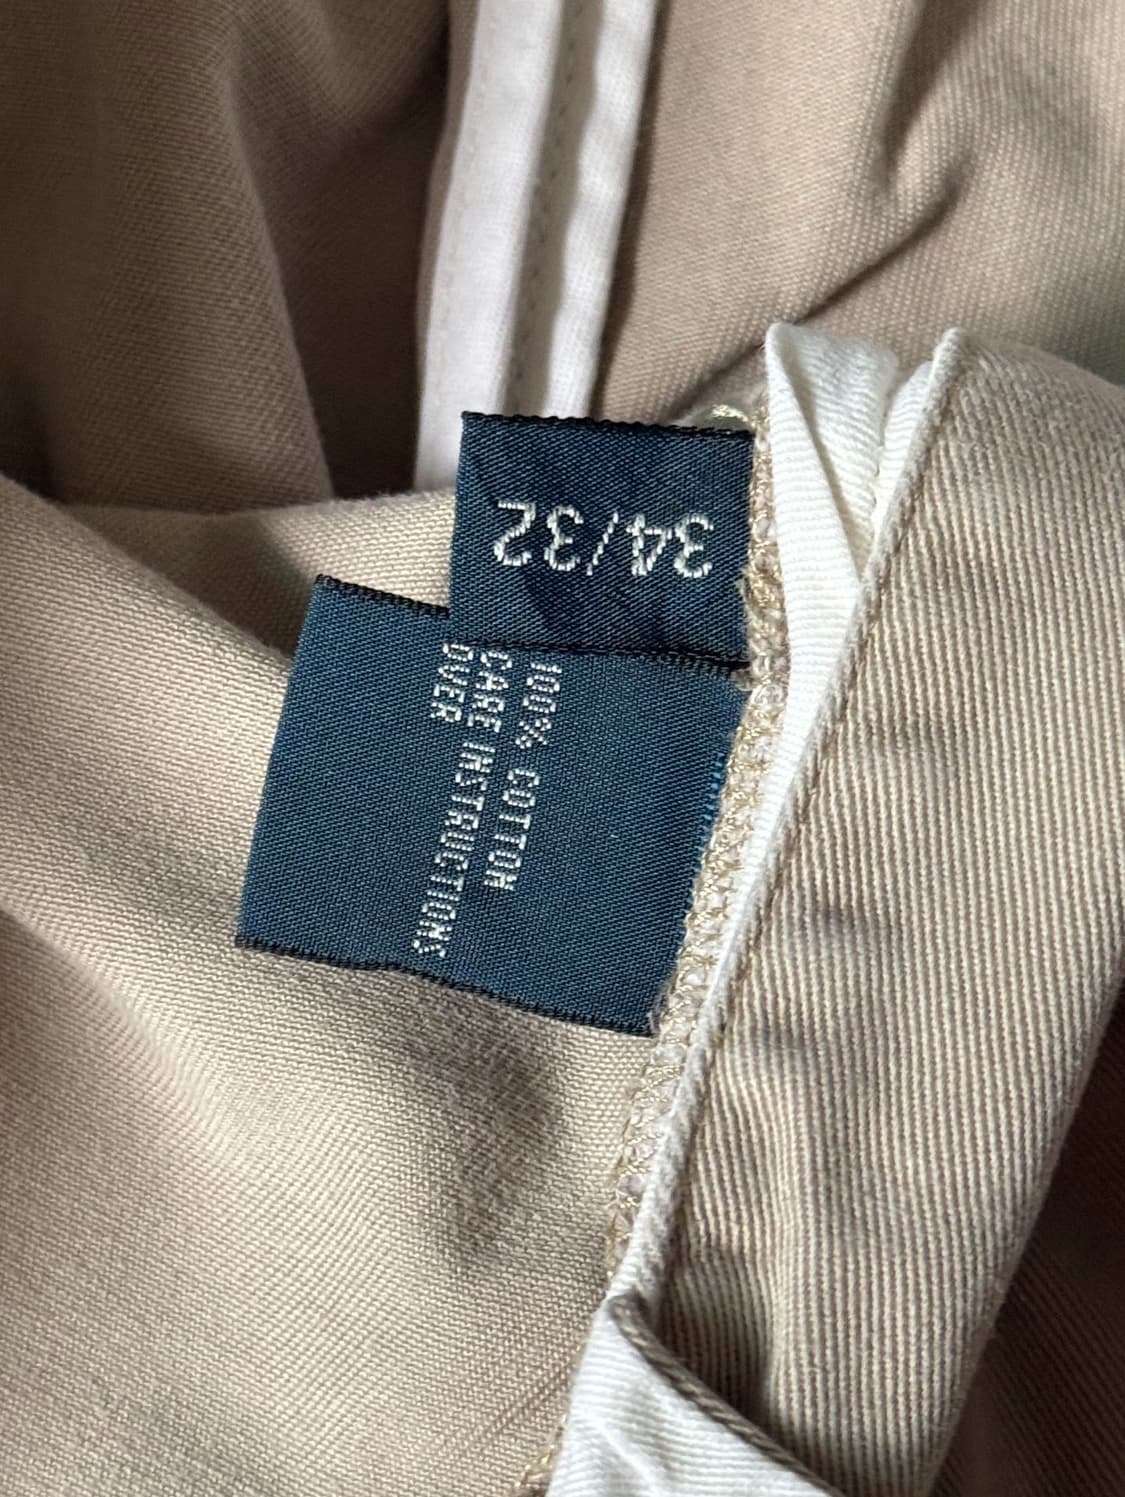 34/32
100% COTTON
CARE INSTRUCTIONS
OVER